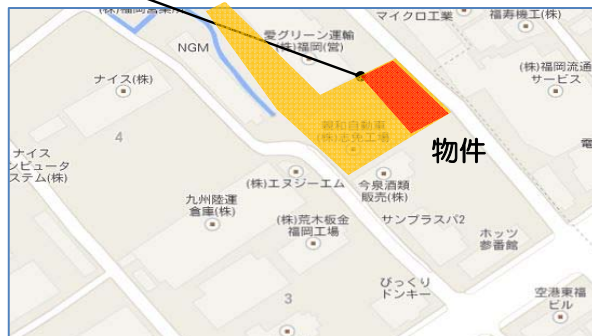 (株)福岡営業所
マイクロ工業
福寿機工(株)
愛グリーン運輸
(株)福岡(営)
NGM
(株)福岡流通
サービス
ナイス(株)
4
親和自動車
(株)志免工場
物件
電
ナイス
ンピュータ
ステム(株)
(株)エヌジーエム
今泉酒類
販売(株)
九州陸運
倉庫(株)
サンプラスパ2
(株)荒木板金
福岡工場
ホッツ
参番館
びっくり
ドンキー
3
空港東福
ビル